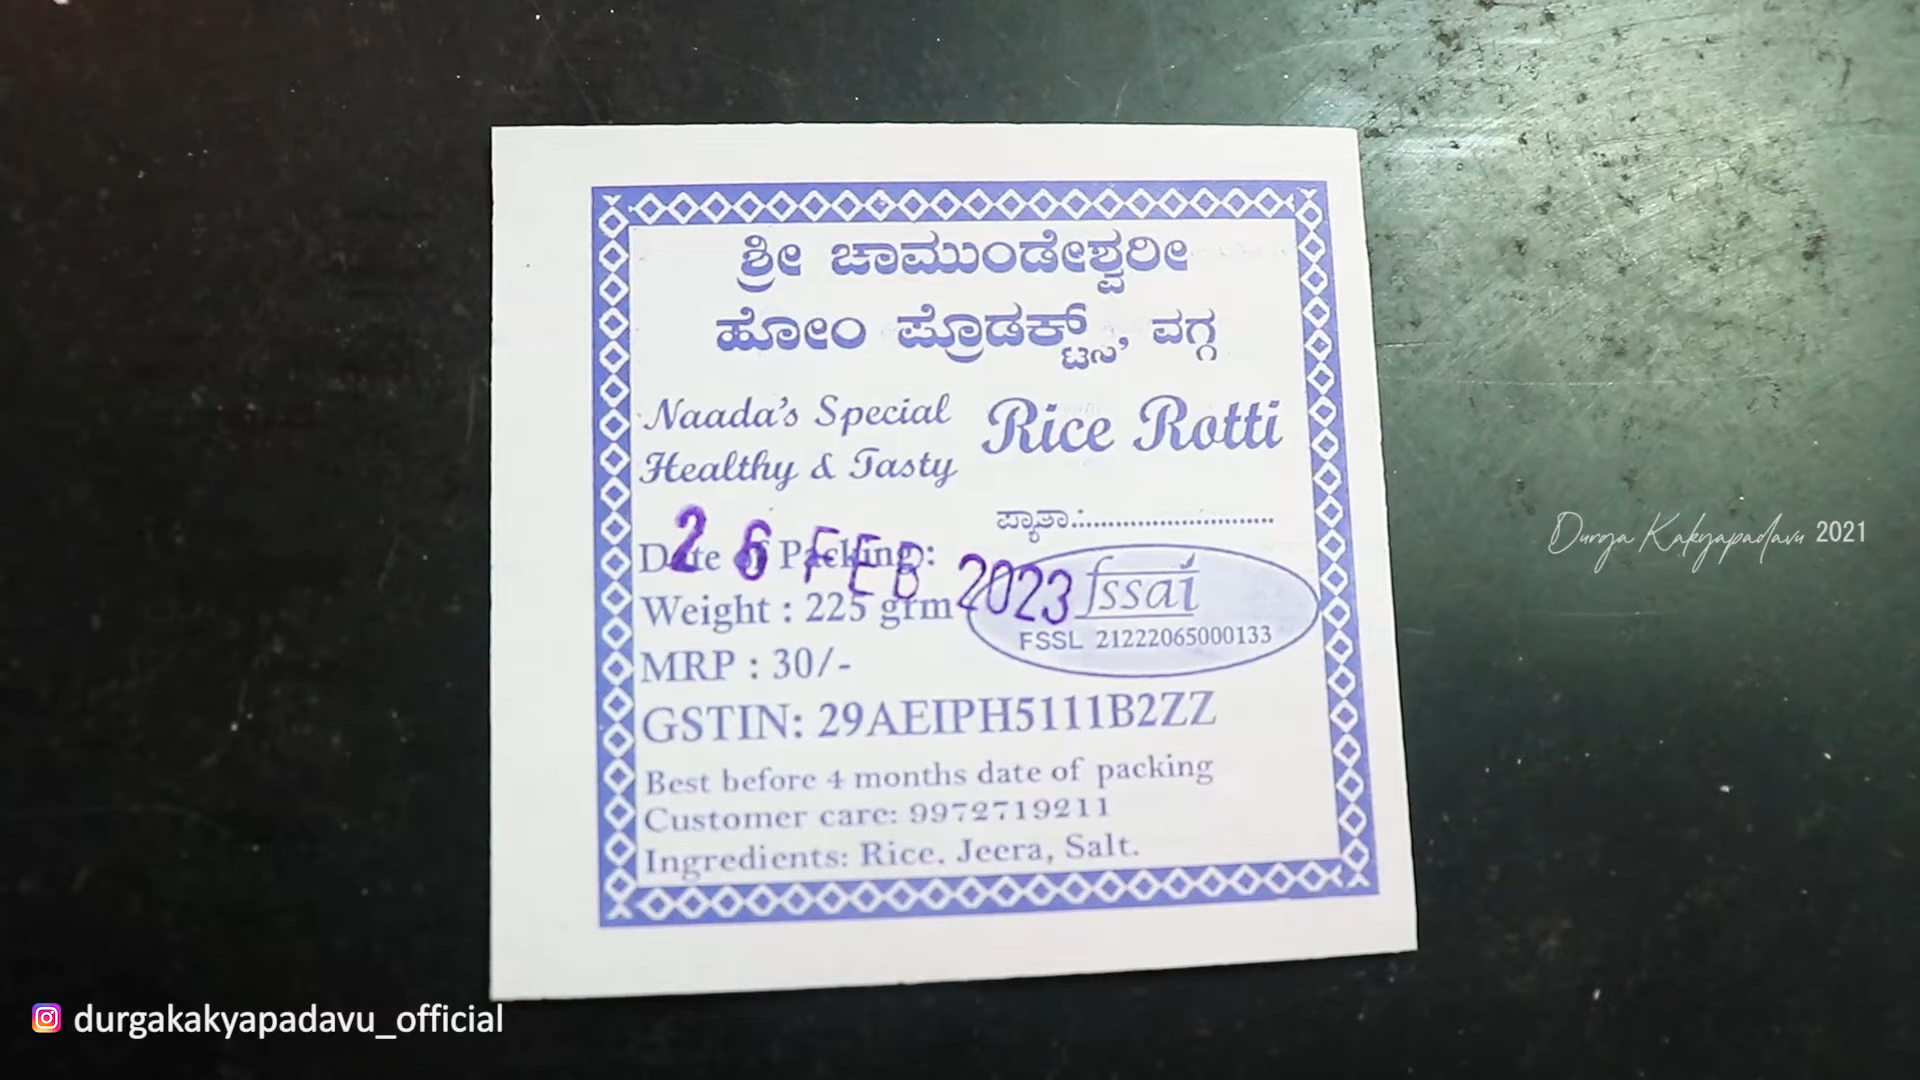 ಶ್ರೀ ಚಾಮುಂಡೇಶ್ವರೀ
ಹೋಂ ಪ್ರೊಡಕ್ಟ್ಸ್, ವಗ್ಗ
Naada's Special
Healthy & Tasty
Rice Rotti
ಪ್ಯಾತಾ.:...........................
Date of Packing :
26 FEB 2023
Weight : 225 grm
fssai
FSSL 21222065000133
MRP : 30/-
GSTIN: 29AEIPH5111B2ZZ
Best before 4 months date of packing
Customer care: 9972719211
Ingredients: Rice. Jeera, Salt.
Durga Kakyapadavu 2021
durgakakyapadavu_official